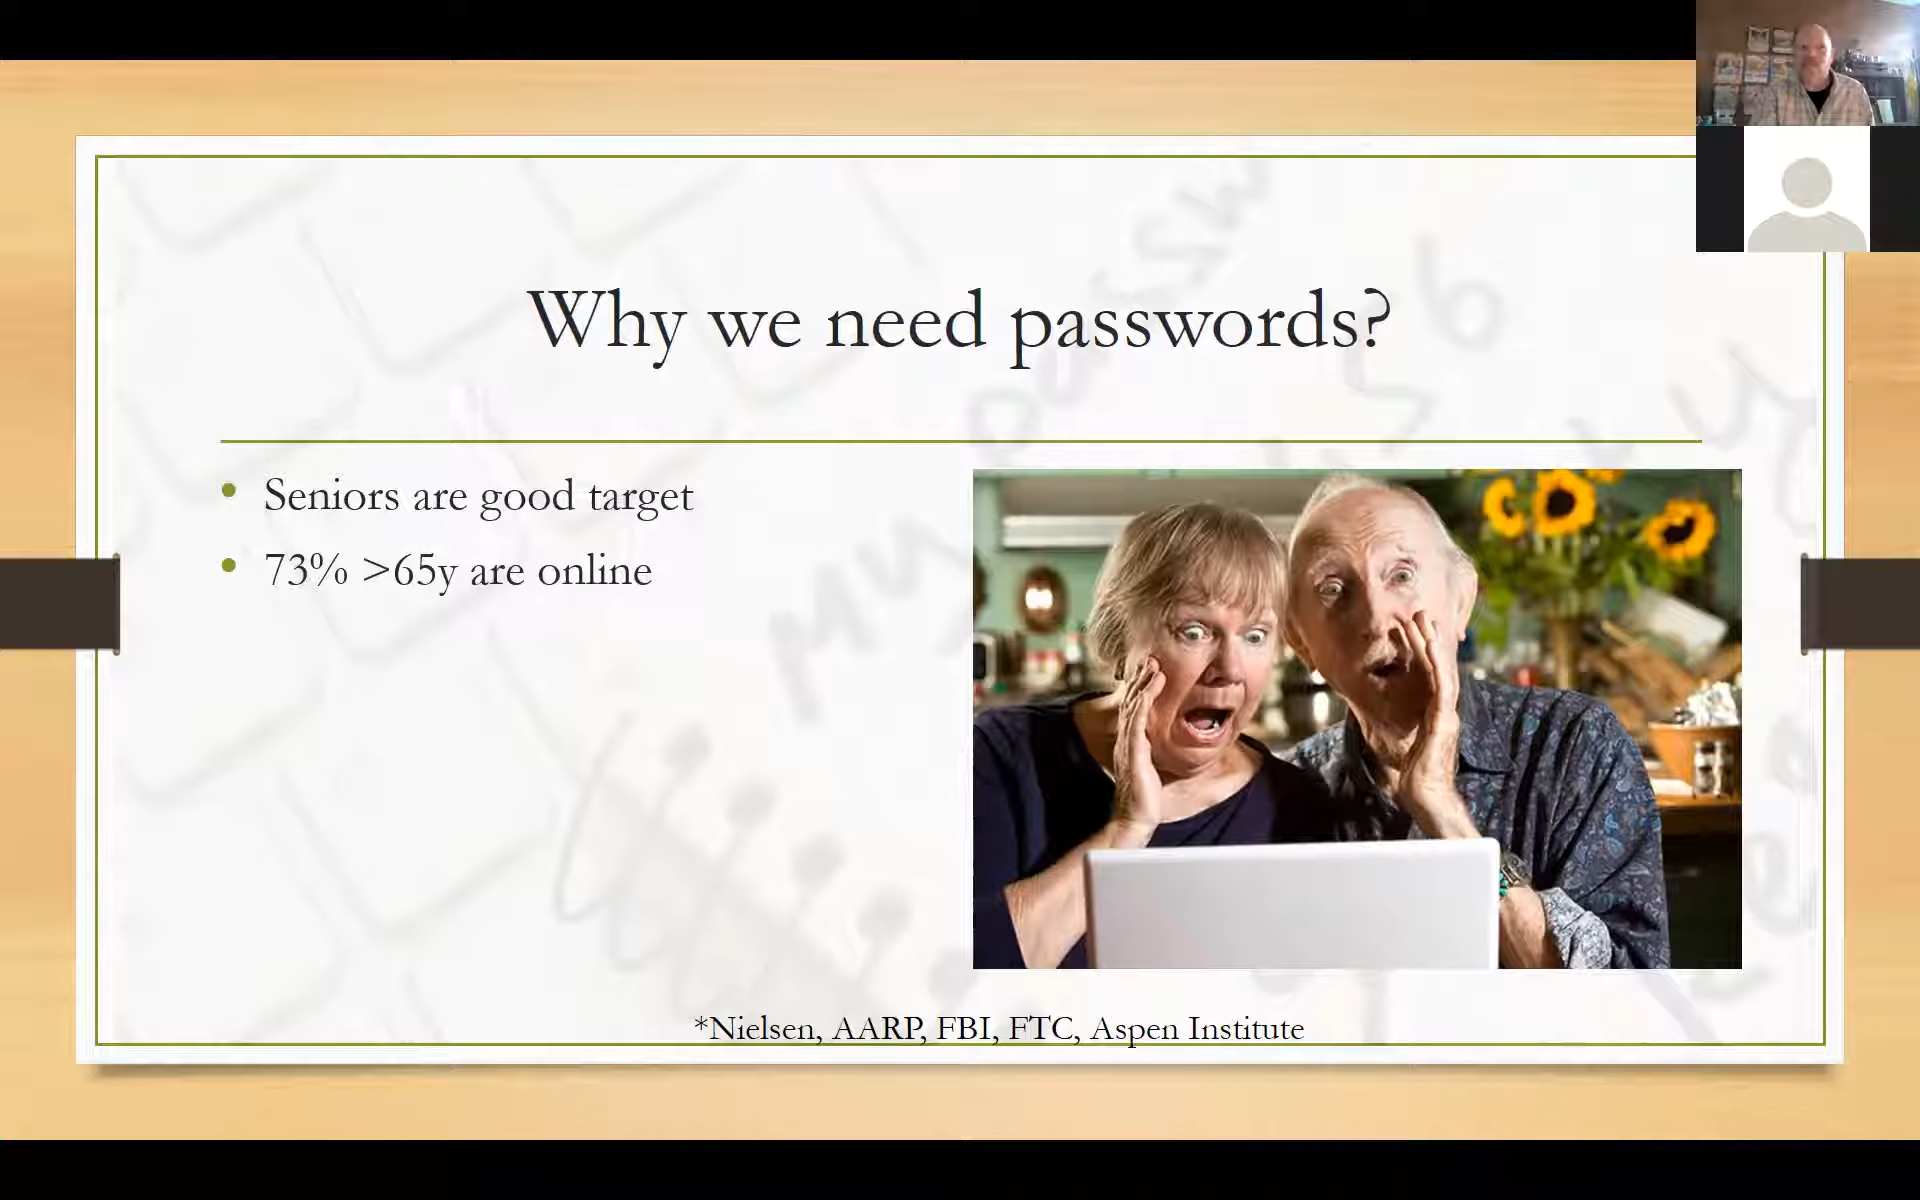 Why we need passwords?
Seniors are good target
73% >65y are online
*Nielsen, AARP, FBI, FTC, Aspen Institute